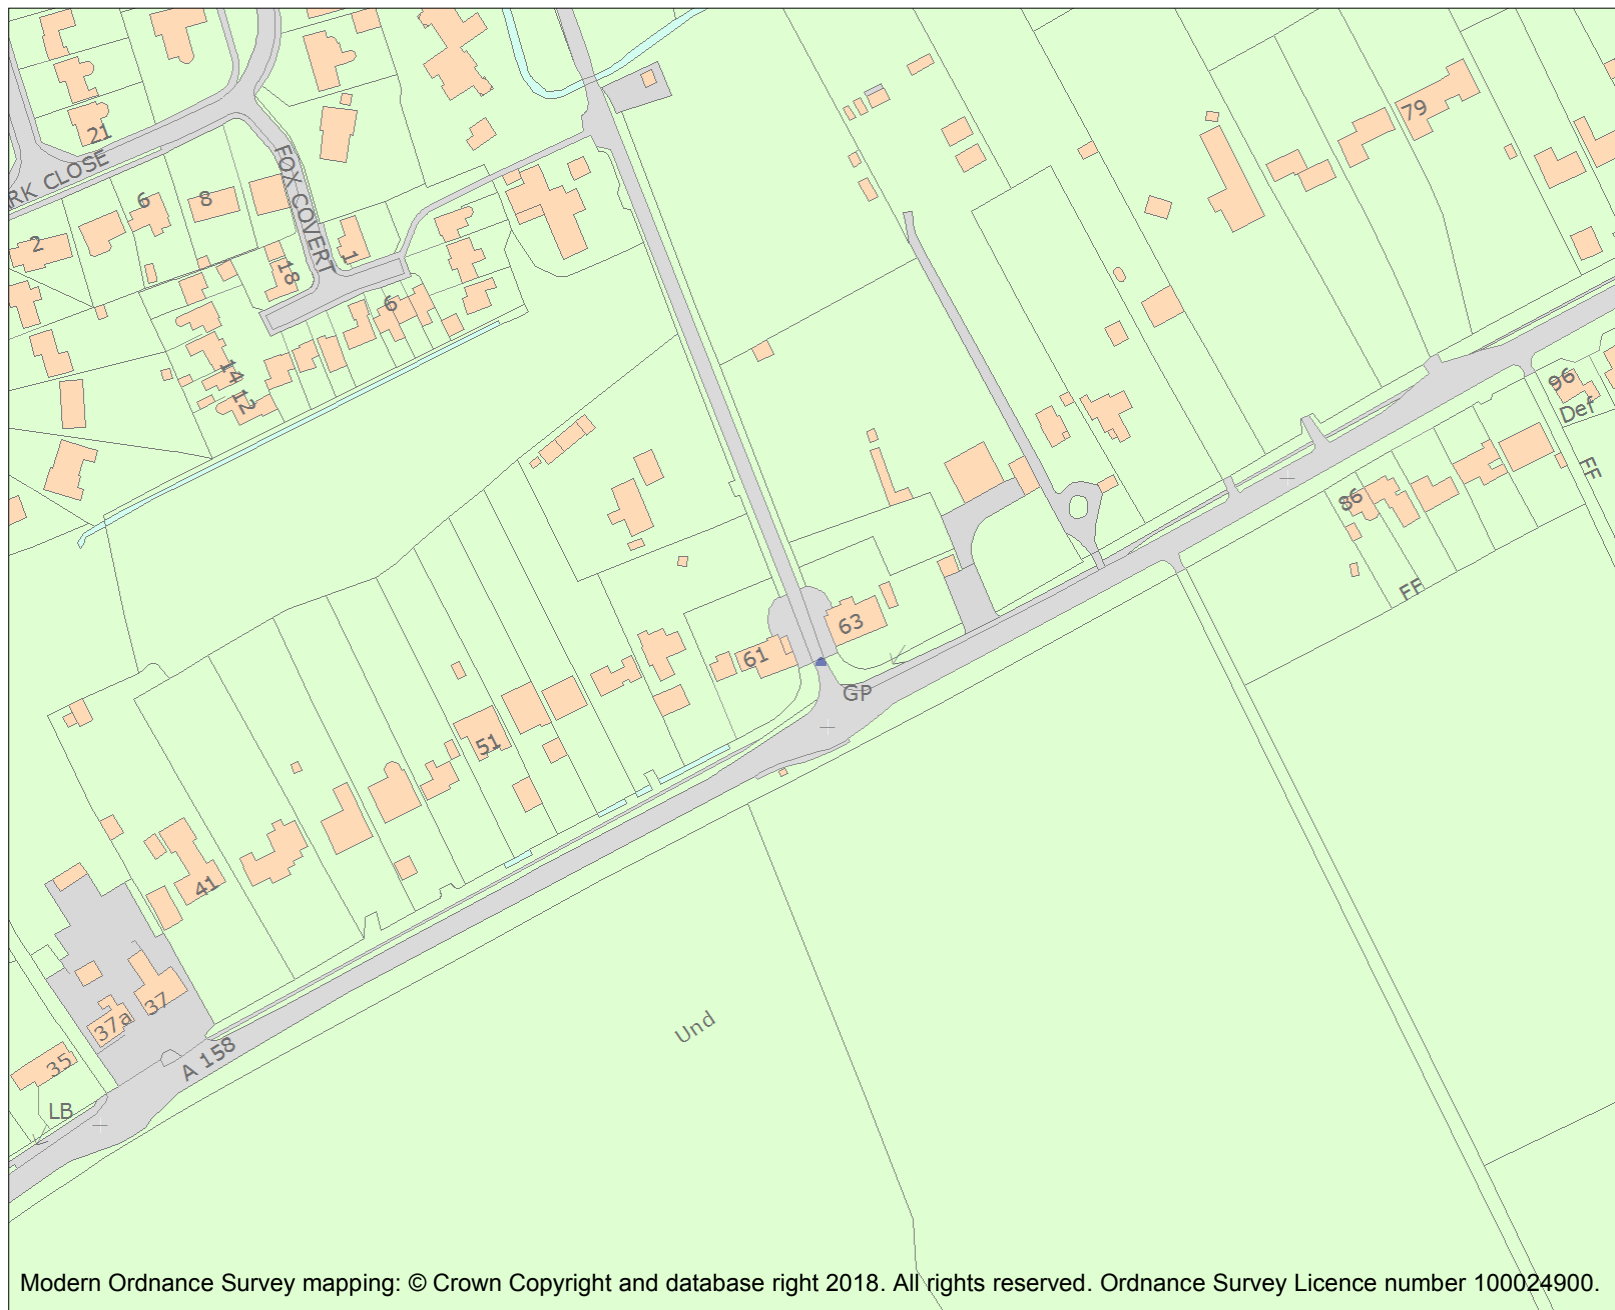 79
21
ARK CLOSE
FOX COVERT
6
8
2
1
18
6
14
12
96
Def
FF
86
FF
63
61
GP
51
41
37
37a
Und
A 158
35
LB
Modern Ordnance Survey mapping: © Crown Copyright and database right 2018. All rights reserved. Ordnance Survey Licence number 100024900.